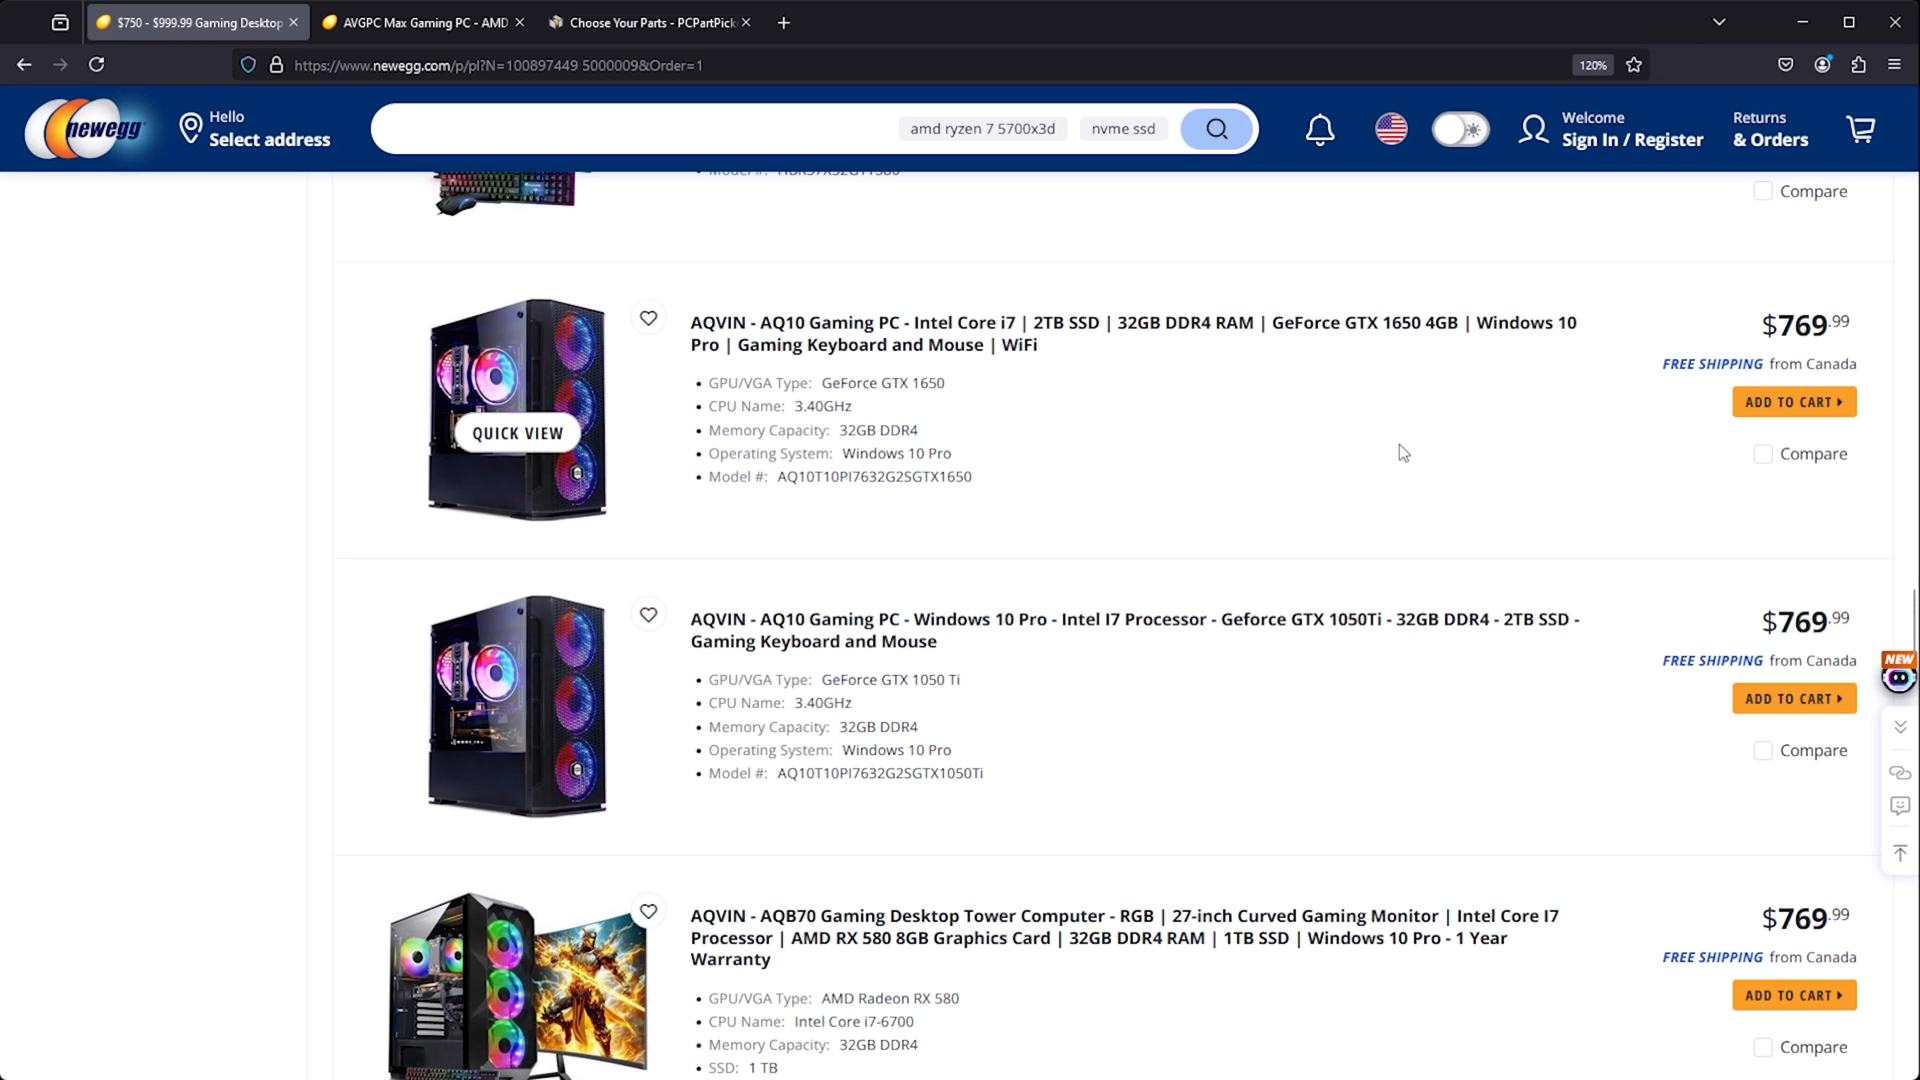 $750 - $999.99 Gaming Desktop
AVGPC Max Gaming PC - AMD
Choose Your Parts - PCPartPick
https://www.newegg.com/p/pl?N=100897449 5000009&Order=1
120%
newegg
Hello
Select address
amd ryzen 7 5700x3d
nvme ssd
Welcome
Sign In / Register
Returns
& Orders
Compare
AQVIN - AQ10 Gaming PC - Intel Core i7 | 2TB SSD | 32GB DDR4 RAM | GeForce GTX 1650 4GB | Windows 10
Pro | Gaming Keyboard and Mouse | WiFi
GPU/VGA Type: GeForce GTX 1650
CPU Name: 3.40GHz
Memory Capacity: 32GB DDR4
Operating System: Windows 10 Pro
Model #: AQ10T10PI7632G2SGTX1650
QUICK VIEW
$769.99
FREE SHIPPING from Canada
ADD TO CART
Compare
AQVIN - AQ10 Gaming PC - Windows 10 Pro - Intel I7 Processor - Geforce GTX 1050Ti - 32GB DDR4 - 2TB SSD -
Gaming Keyboard and Mouse
GPU/VGA Type: GeForce GTX 1050 Ti
CPU Name: 3.40GHz
Memory Capacity: 32GB DDR4
Operating System: Windows 10 Pro
Model #: AQ10T10PI7632G2SGTX1050Ti
$769.99
FREE SHIPPING from Canada
ADD TO CART
Compare
NEW
AQVIN - AQB70 Gaming Desktop Tower Computer - RGB | 27-inch Curved Gaming Monitor | Intel Core I7
Processor | AMD RX 580 8GB Graphics Card | 32GB DDR4 RAM | 1TB SSD | Windows 10 Pro - 1 Year
Warranty
GPU/VGA Type: AMD Radeon RX 580
CPU Name: Intel Core i7-6700
Memory Capacity: 32GB DDR4
SSD: 1 TB
$769.99
FREE SHIPPING from Canada
ADD TO CART
Compare